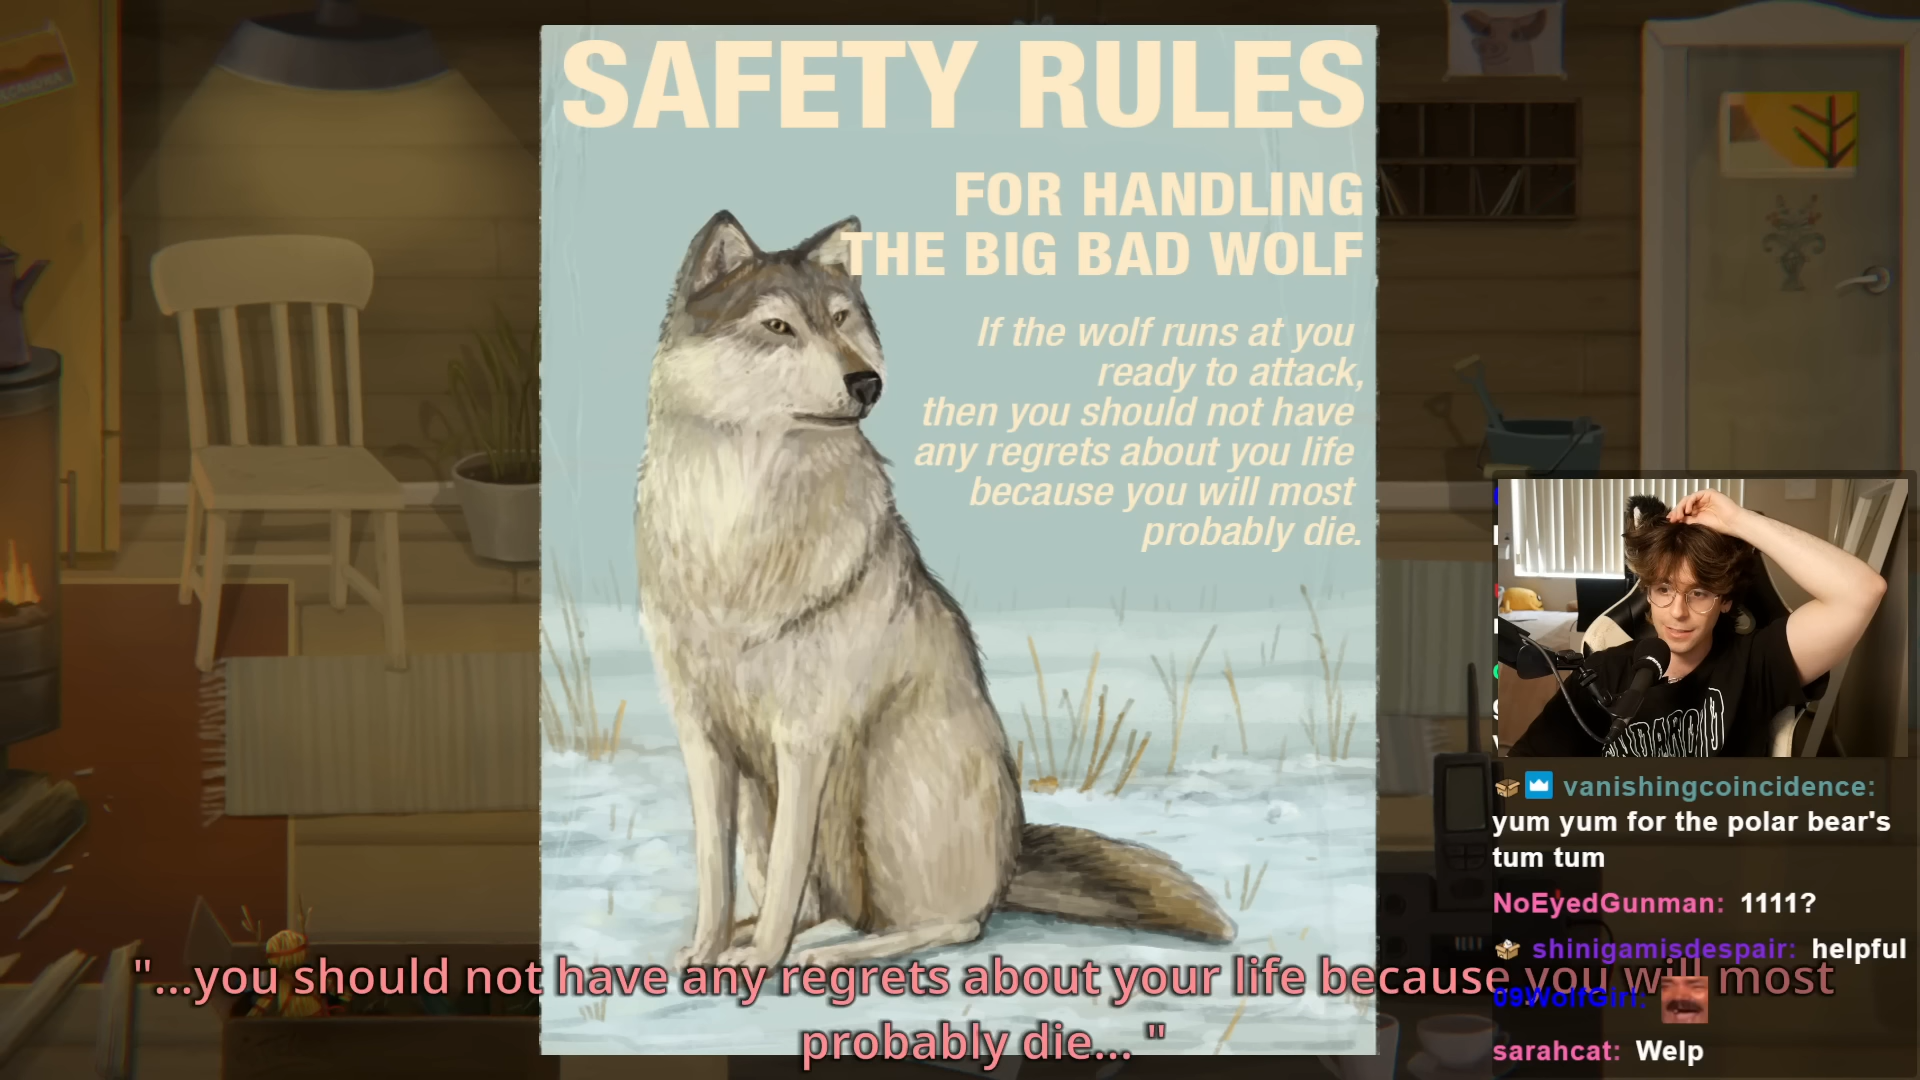 SAFETY RULES
FOR HANDLING
THE BIG BAD WOLF
If the wolf runs at you
ready to attack,
then you should not have
any regrets about you life
because you will most
probably die.
"...you should not have any regrets about your life because you will most
probably die... "
vanishingcoincidence:
yum yum for the polar bear's
tum tum
NoEyedGunman: 1111?
shinigamisdespair: helpful
09WolfGirl:
sarahcat: Welp